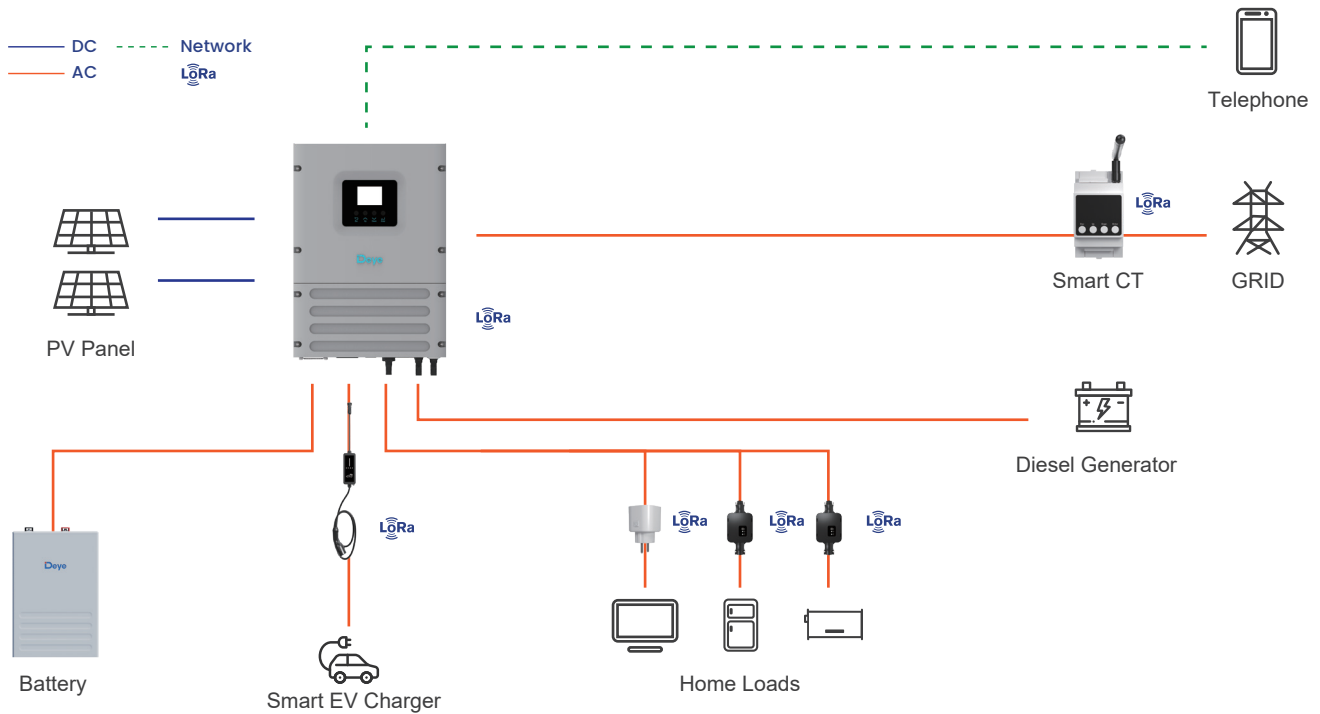 DC
Network
AC
LoRa
Telephone
LoRa
Smart CT
GRID
Deye
PV Panel
LoRa
Diesel Generator
LoRa
LoRa
LoRa
LoRa
Deye
Battery
Smart EV Charger
Home Loads